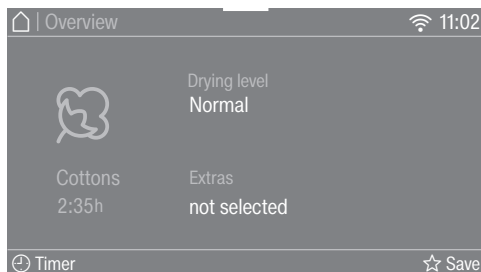 | Overview 11:02
Drying level
Normal
Cottons
2:35h
Extras
not selected
Timer Save